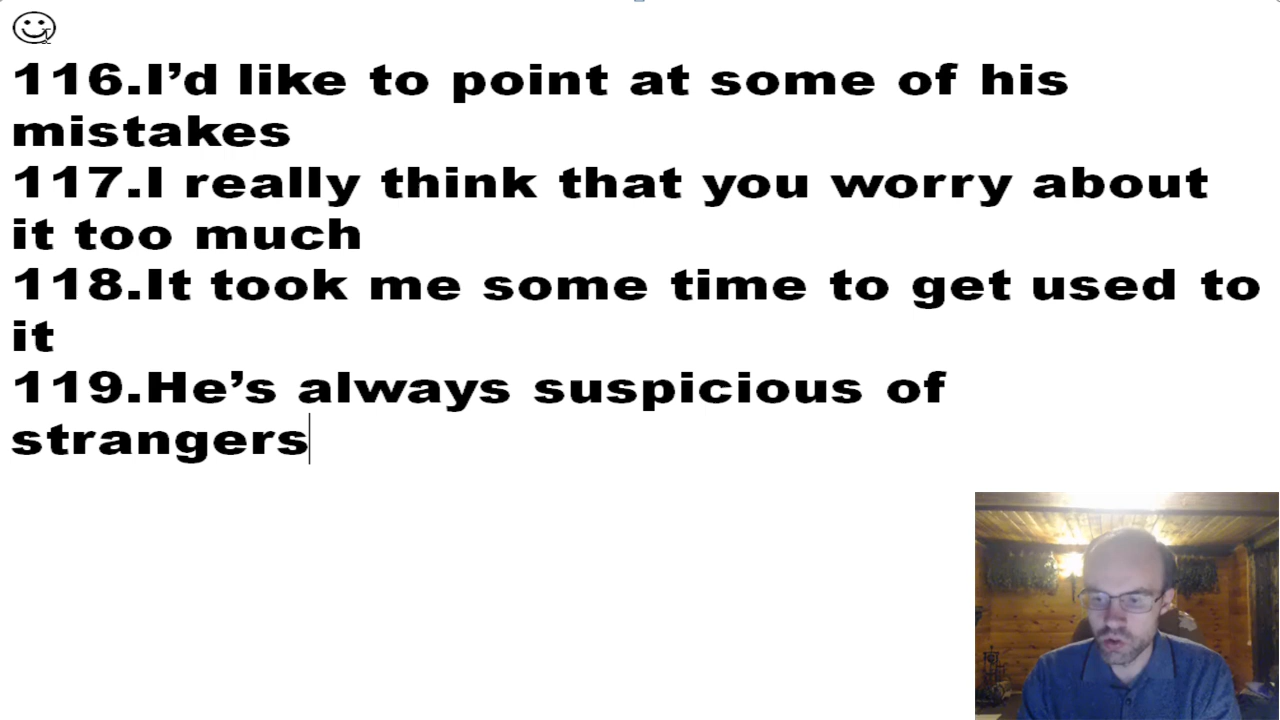 116.I’d like to point at some of his
mistakes
117.I really think that you worry about
it too much
118.It took me some time to get used to
it
119.He’s always suspicious of
strangers